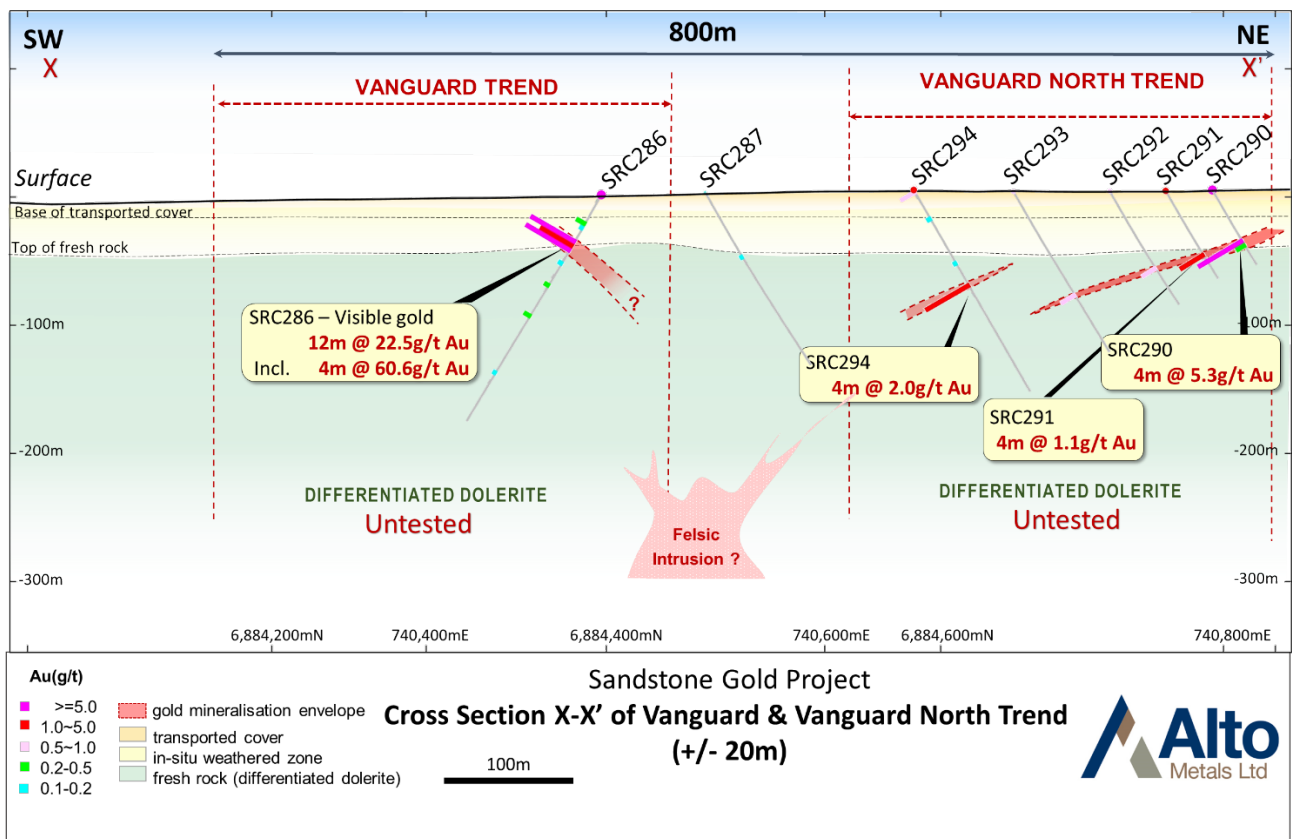 SW
800m
NE
X
X'
VANGUARD TREND
VANGUARD NORTH TREND
SRC286
SRC287
SRC294
SRC293
SRC292
SRC291
SRC290
Surface
Base of transported cover
Top of fresh rock
?
SRC286 – Visible gold
12m @ 22.5g/t Au
Incl. 4m @ 60.6g/t Au
-100m
-100m
SRC294
4m @ 2.0g/t Au
SRC290
4m @ 5.3g/t Au
SRC291
4m @ 1.1g/t Au
-200m
-200m
DIFFERENTIATED DOLERITE
Untested
DIFFERENTIATED DOLERITE
Untested
Felsic
Intrusion ?
-300m
-300m
6,884,200mN
740,400mE
6,884,400mN
740,600mE
6,884,600mN
740,800mE
Au(g/t)
>=5.0
1.0~5.0
0.5~1.0
0.2-0.5
0.1-0.2
gold mineralisation envelope
transported cover
in-situ weathered zone
fresh rock (differentiated dolerite)
Sandstone Gold Project
Cross Section X-X’ of Vanguard & Vanguard North Trend
(+/- 20m)
100m
Alto
Metals Ltd